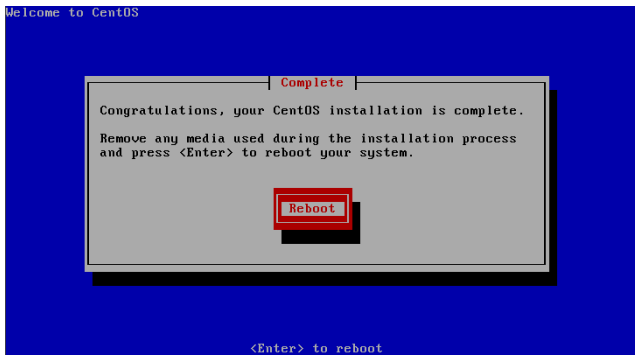 Welcome to CentOS
Complete
Congratulations, your CentOS installation is complete.
Remove any media used during the installation process
and press <Enter> to reboot your system.
Reboot
<Enter> to reboot